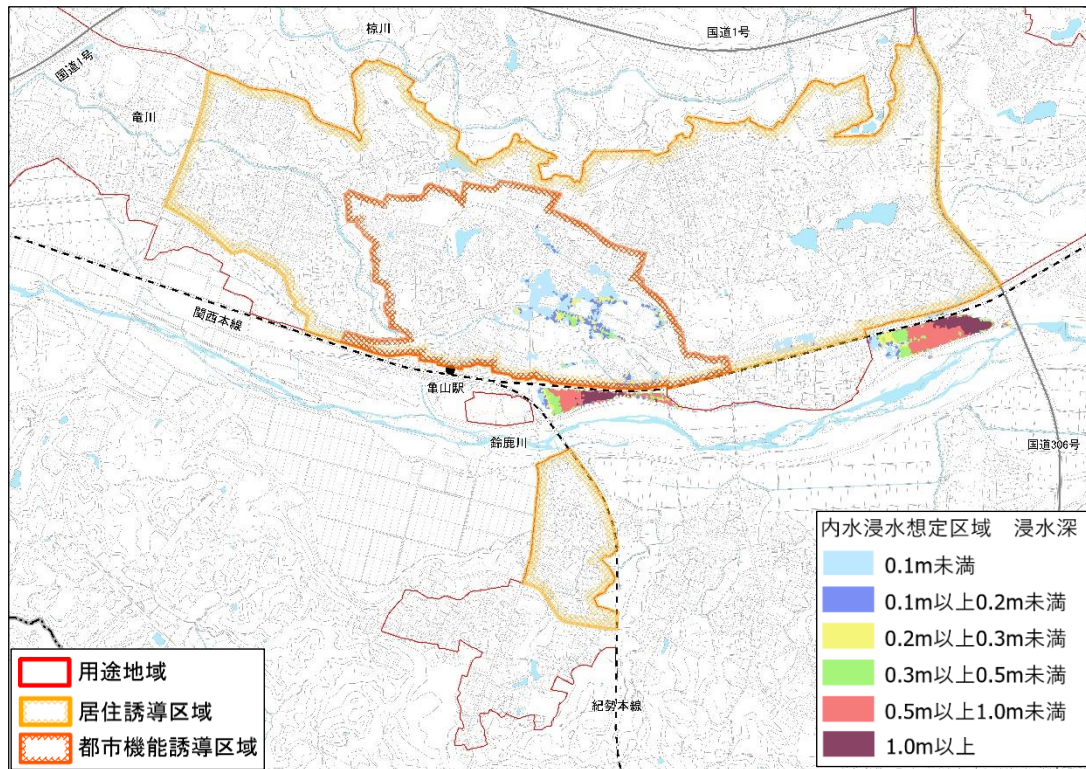 椋川
国道1号
国道1号
竜川
関西本線
亀山駅
鈴鹿川
国道306号
紀勢本線
内水浸水想定区域 浸水深
0.1m未満
0.1m以上0.2m未満
0.2m以上0.3m未満
0.3m以上0.5m未満
0.5m以上1.0m未満
1.0m以上
用途地域
居住誘導区域
都市機能誘導区域